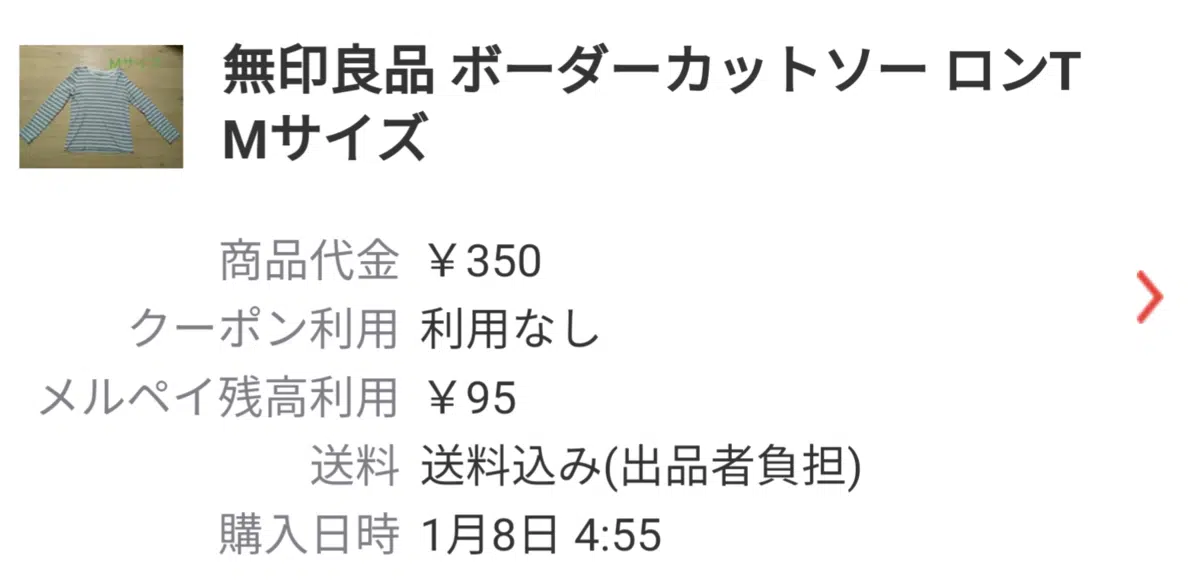 Mサイズ
無印良品 ボーダーカットソー ロンT
Mサイズ
商品代金 ￥350
クーポン利用 利用なし
メルペイ残高利用 ￥95
送料 送料込み(出品者負担)
購入日時 1月8日 4:55